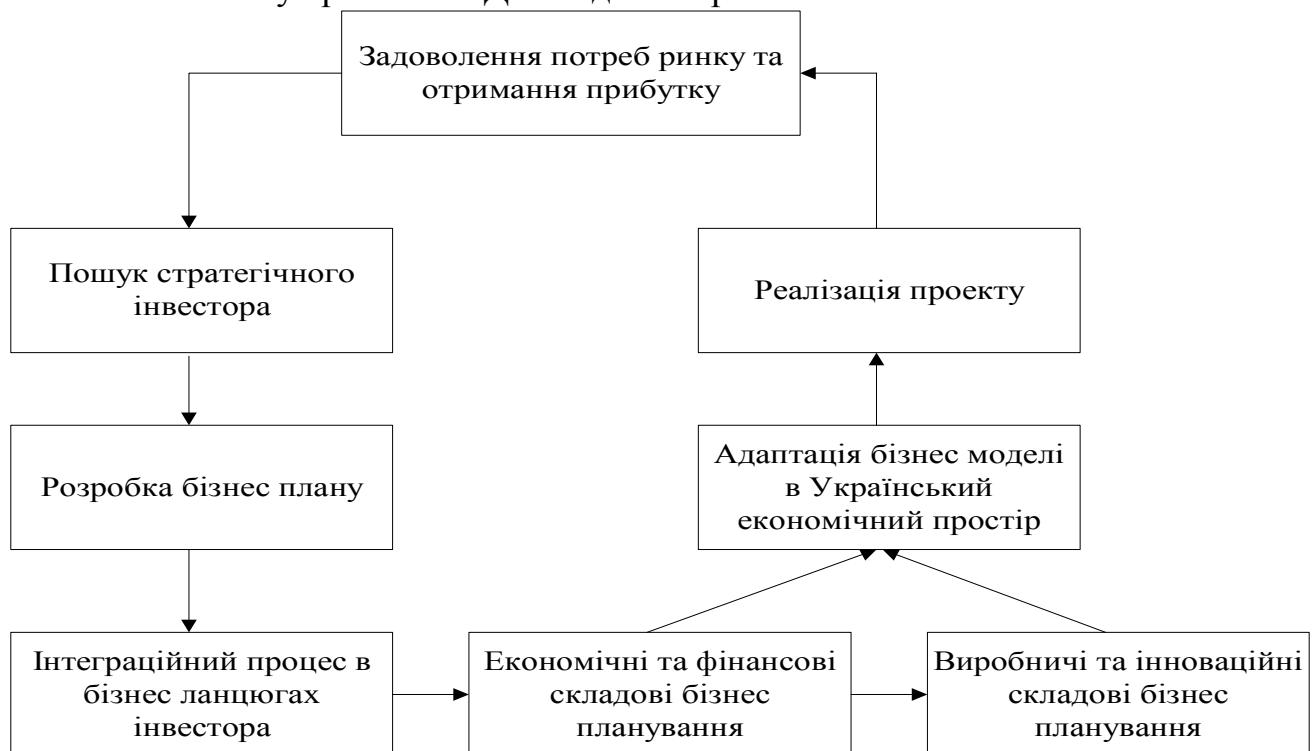 Задоволення потреб ринку та
отримання прибутку
Пошук стратегічного
інвестора
Реалізація проекту
Розробка бізнес плану
Адаптація бізнес моделі
в Український
економічний простір
Інтеграційний процес в
бізнес ланцюгах
інвестора
Економічні та фінансові
складові бізнес
планування
Виробничі та інноваційні
складові бізнес
планування